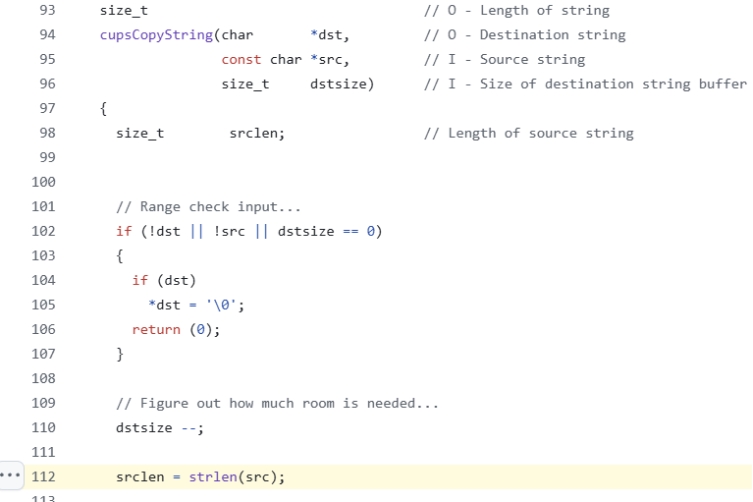 93 size_t // O - Length of string
94 cupsCopyString(char *dst, // O - Destination string
95 const char *src, // I - Source string
96 size_t dstsize) // I - Size of destination string buffer
97 {
98 size_t srclen; // Length of source string
99
100
101 // Range check input...
102 if (!dst || !src || dstsize == 0)
103 {
104 if (dst)
105 *dst = '\0';
106 return (0);
107 }
108
109 // Figure out how much room is needed...
110 dstsize --;
111
112 srclen = strlen(src);
113